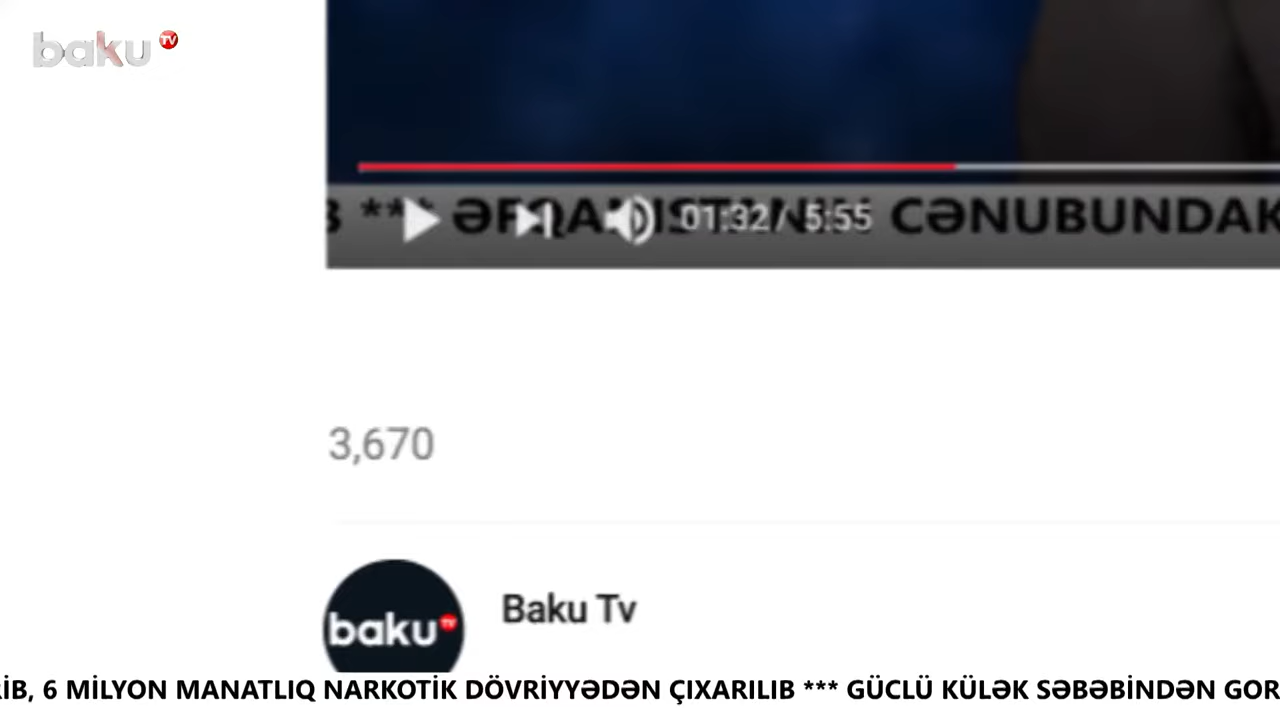 baku TV
*** ƏFQANISTANIN CƏNUBUNDAK
01:32 / 5:55
3,670
Baku Tv
baku TV
İB, 6 MİLYON MANATLIQ NARKOTİK DÖVRİYYƏDƏN ÇIXARILIB *** GÜCLÜ KÜLƏK SƏBƏBİNDƏN GOR